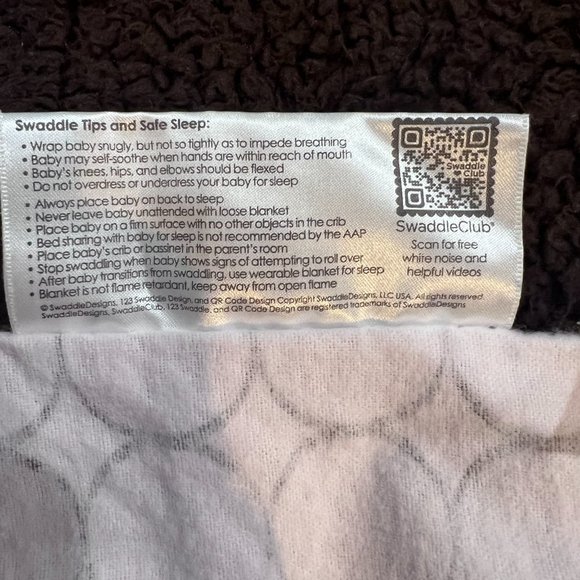 Swaddle Tips and Safe Sleep:
• Wrap baby snugly, but not so tightly as to impede breathing
• Baby may self-soothe when hands are within reach of mouth
• Baby's knees, hips, and elbows should be flexed
• Do not overdress or underdress your baby for sleep
• Always place baby on back to sleep
• Never leave baby unattended with loose blanket
• Place baby on a firm surface with no other objects in the crib
• Bed sharing with baby for sleep is not recommended by the AAP
• Place baby's crib or bassinet in the parent's room
• Stop swaddling when baby shows signs of attempting to roll over
• After baby transitions from swaddling, use wearable blanket for sleep
• Blanket is not flame retardant, keep away from open flame
© SwaddleDesigns, 123 Swaddle Design, and QR Code Design Copyright SwaddleDesigns, LLC USA. All rights reserved.
SwaddleDesigns, SwaddleClub, 123 Swaddle, and QR Code Design are registered trademarks of SwaddleDesigns.
Swaddle
Club
SwaddleClub®
Scan for free
white noise and
helpful videos